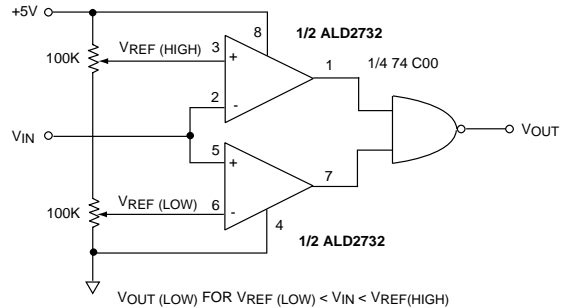 +5V
8
1/2 ALD2732
VREF (HIGH)
3
+
100K
1
1/4 74 C00
2
-
VIN
VOUT
5
+
7
VREF (LOW)
6
-
100K
4
1/2 ALD2732
VOUT (LOW) FOR VREF (LOW) < VIN < VREF(HIGH)